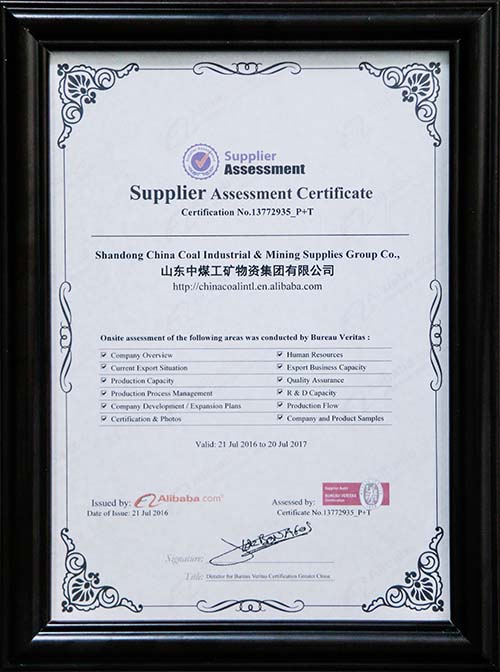 Supplier
Assessment
Supplier Assessment Certificate
Certification No.13772935_P+T
Shandong China Coal Industrial & Mining Supplies Group Co.,
山东中煤工矿物资集团有限公司
http://chinacoalintl.en.alibaba.com
Onsite assessment of the following areas was conducted by Bureau Veritas :
Company Overview
Human Resources
Current Export Situation
Export Business Capacity
Production Capacity
Quality Assurance
Production Process Management
R & D Capacity
Company Development / Expansion Plans
Production Flow
Certification & Photos
Company and Product Samples
Valid: 21 Jul 2016 to 20 Jul 2017
Issued by: Alibaba.com®
Date of Issue: 21 Jul 2016
Assessed by:
Supplier Audit
BUREAU VERITAS
Certification
Certificate No.13772935_P+T
Signature:
Title: Director for Bureau Veritas Certification Greater China